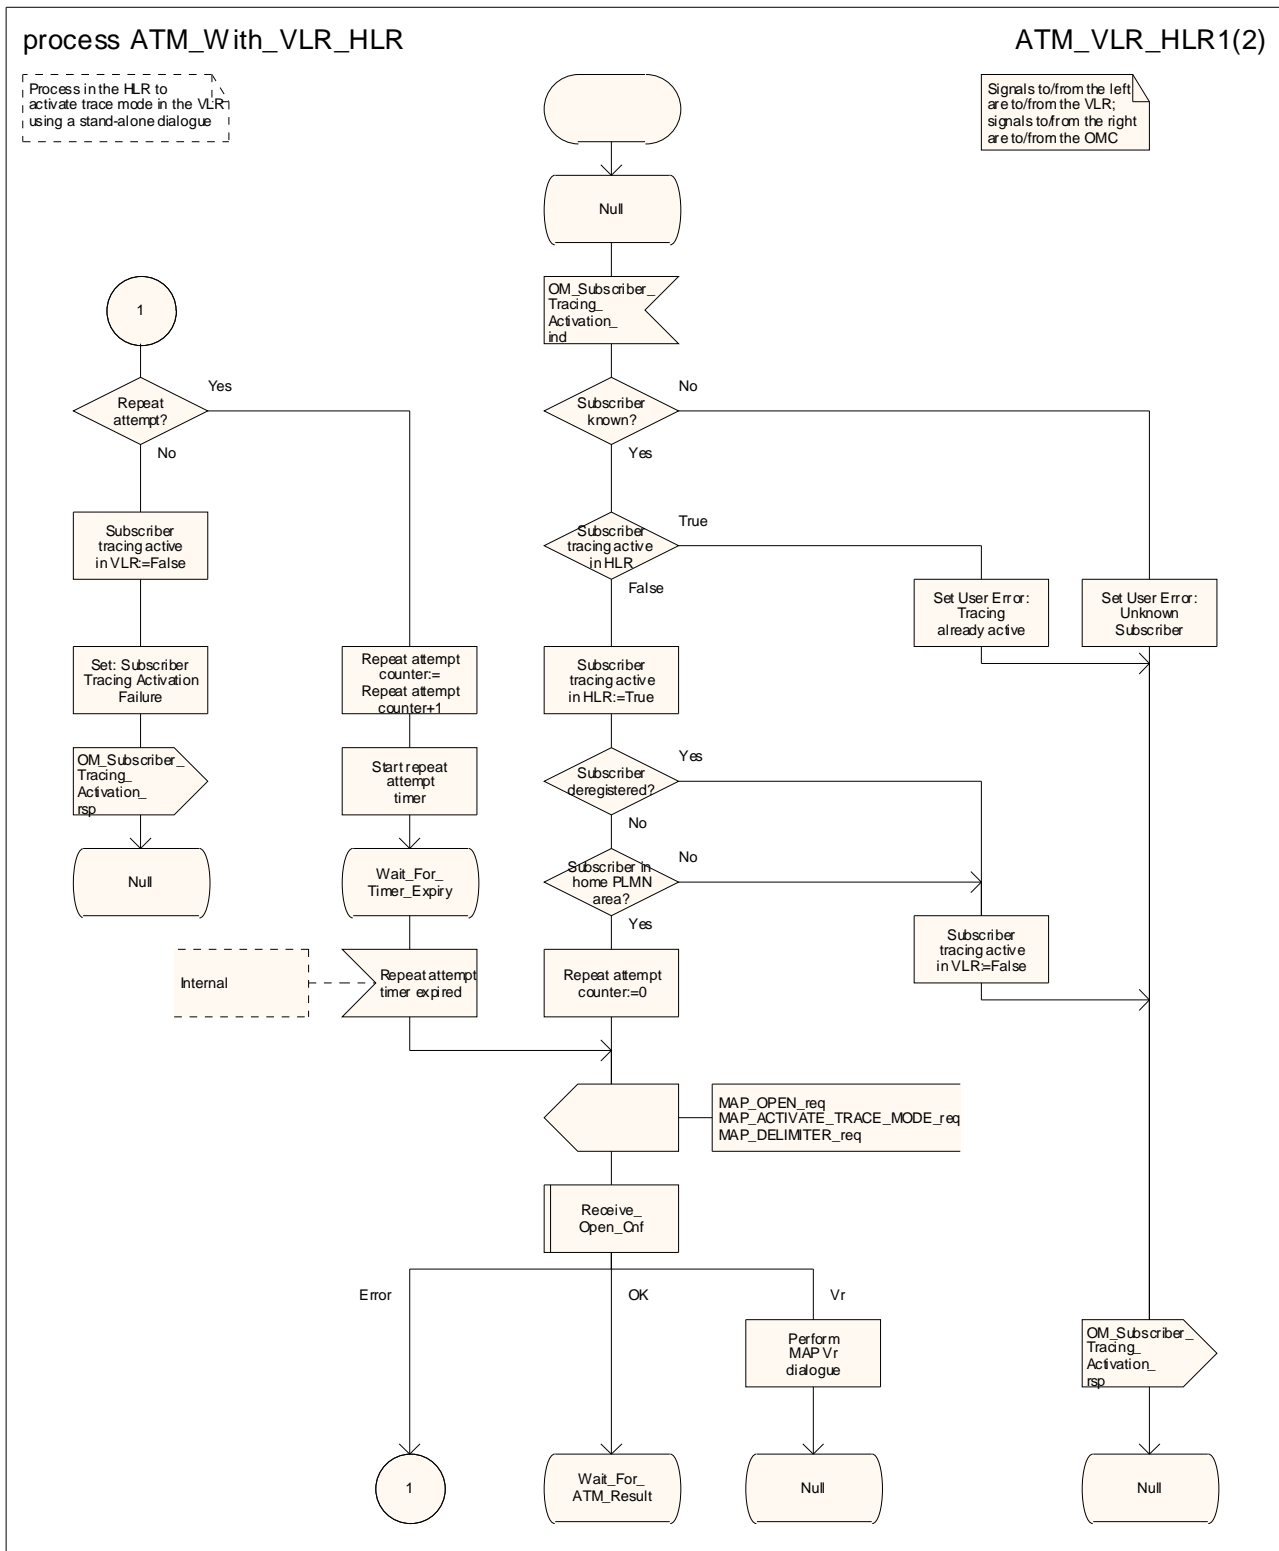 process ATM_With_VLR_HLR
ATM_VLR_HLR1(2)
Process in the HLR to
activate trace mode in the VLR
using a stand-alone dialogue
Signals to/from the left
are to/from the VLR;
signals to/from the right
are to/from the OMC
Null
OM_Subscriber_
Tracing_
Activation_
ind
1
Yes
Repeat
attempt?
No
No
Subscriber
known?
Yes
Subscriber
tracing active
in VLR:=False
True
Subscriber
tracing active
in HLR
False
Set User Error:
Tracing
already active
Set User Error:
Unknown
Subscriber
Set: Subscriber
Tracing Activation
Failure
Repeat attempt
counter:=
Repeat attempt
counter+1
Subscriber
tracing active
in HLR:=True
OM_Subscriber_
Tracing_
Activation_
rsp
Start repeat
attempt
timer
Yes
Subscriber
deregistered?
No
Null
Wait_For_
Timer_Expiry
No
Subscriber in
home PLMN
area?
Yes
Subscriber
tracing active
in VLR:=False
Internal
Repeat attempt
timer expired
Repeat attempt
counter:=0
MAP_OPEN_req
MAP_ACTIVATE_TRACE_MODE_req
MAP_DELIMITER_req
Receive_
Open_Cnf
Error
OK
Vr
Perform
MAP Vr
dialogue
OM_Subscriber_
Tracing_
Activation_
rsp
1
Wait_For_
ATM_Result
Null
Null